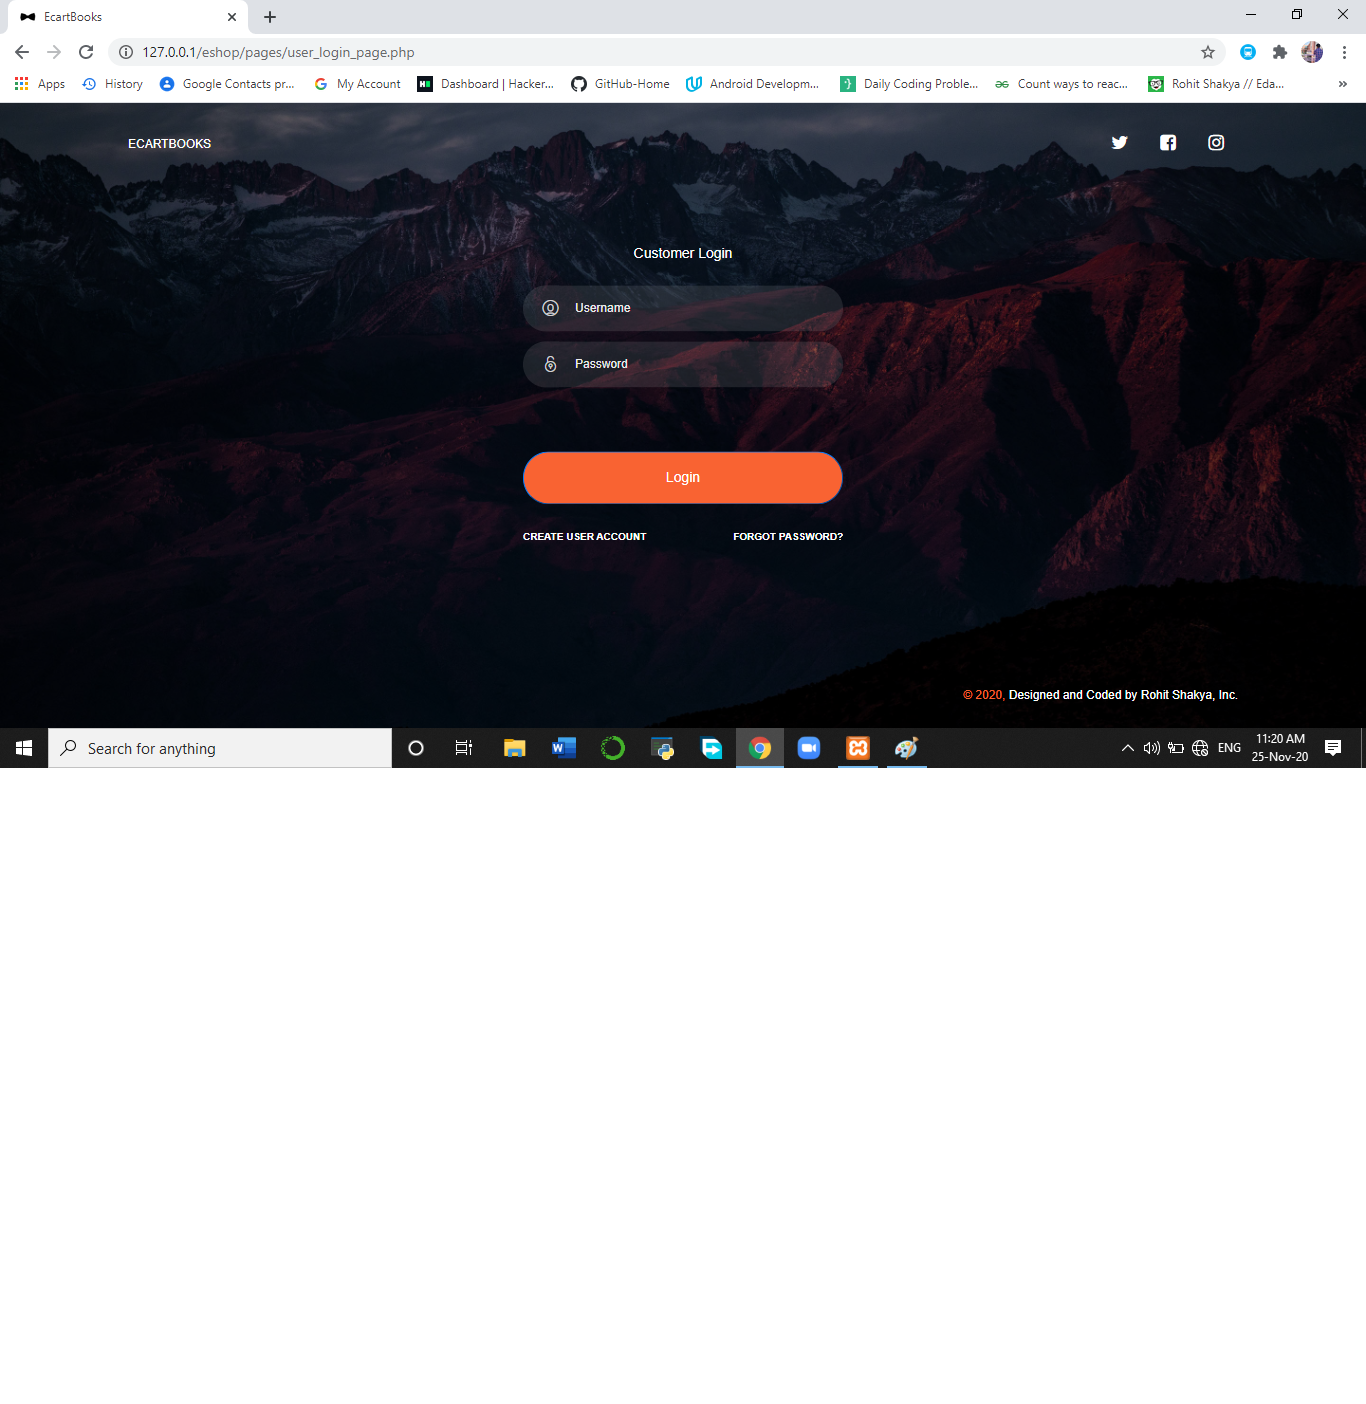 EcartBooks
127.0.0.1/eshop/pages/user_login_page.php
Apps History Google Contacts pr... My Account Dashboard | Hacker... GitHub-Home Android Developm... Daily Coding Proble... Count ways to reac... Rohit Shakya // Eda... »
ECARTBOOKS
Customer Login
Username
Password
Login
CREATE USER ACCOUNT FORGOT PASSWORD?
© 2020, Designed and Coded by Rohit Shakya, Inc.
Search for anything
ENG
11:20 AM
25-Nov-20